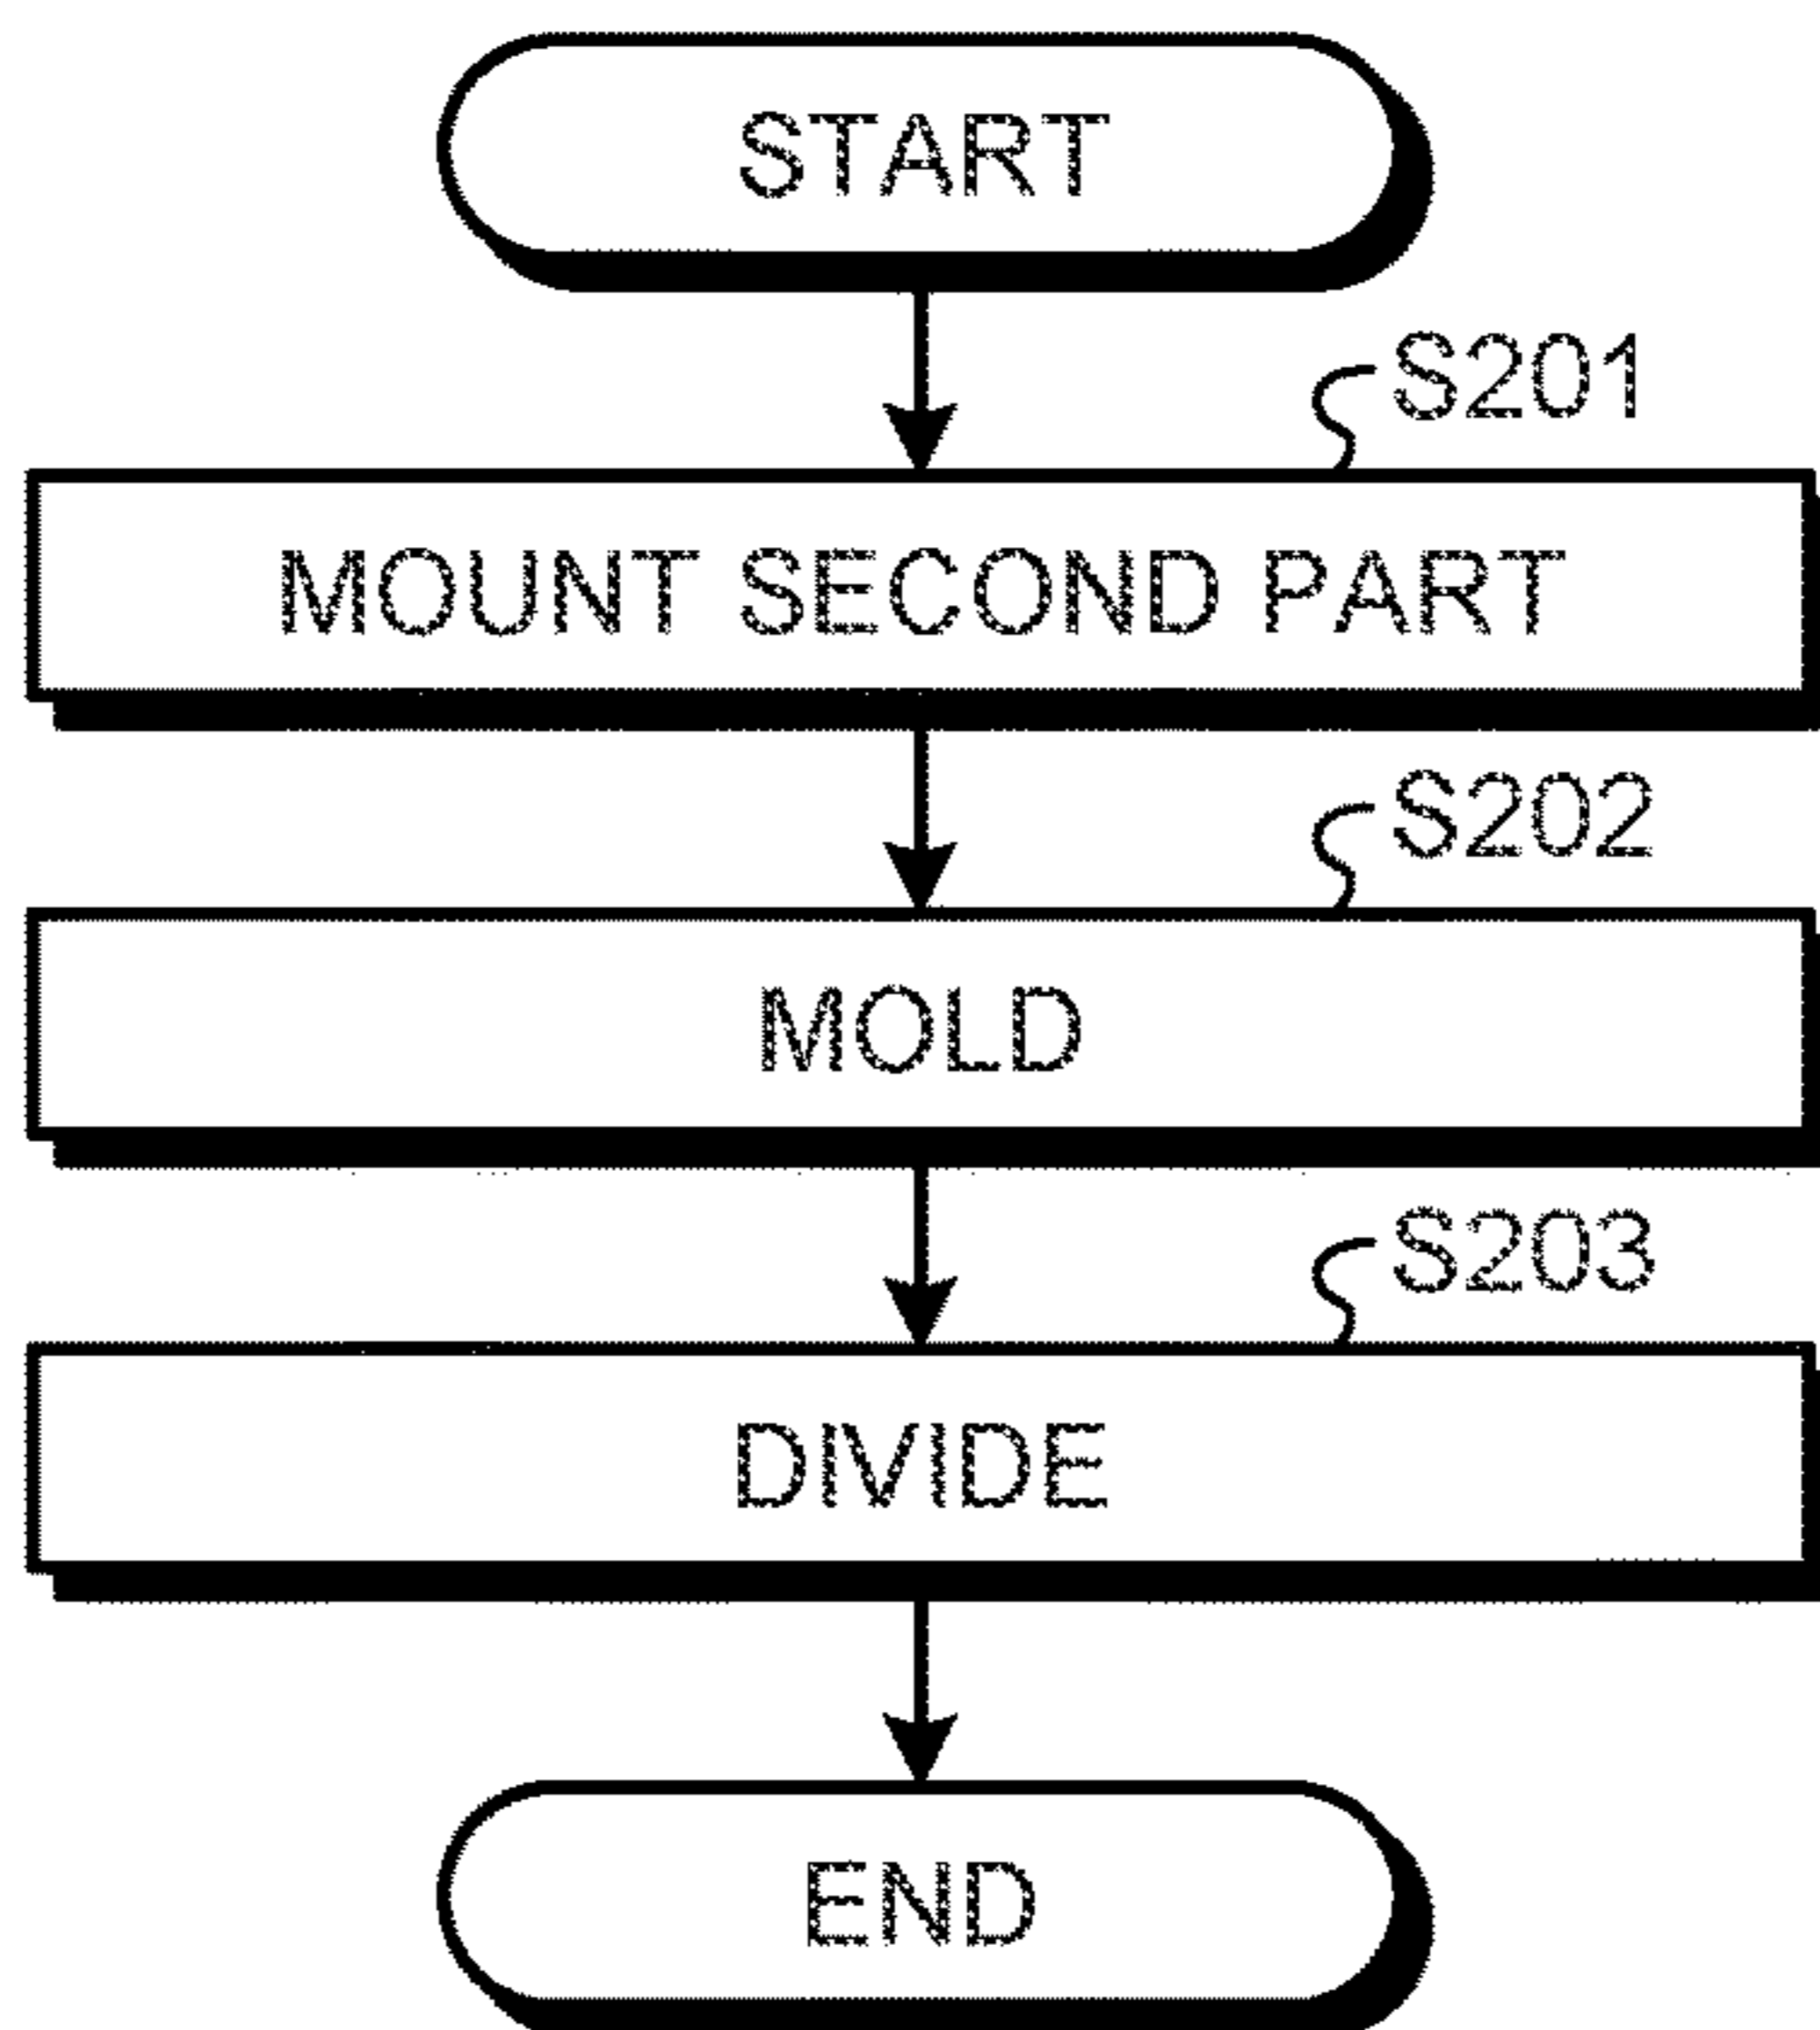 START
S201
MOUNT SECOND PART
S202
MOLD
S203
DIVIDE
END